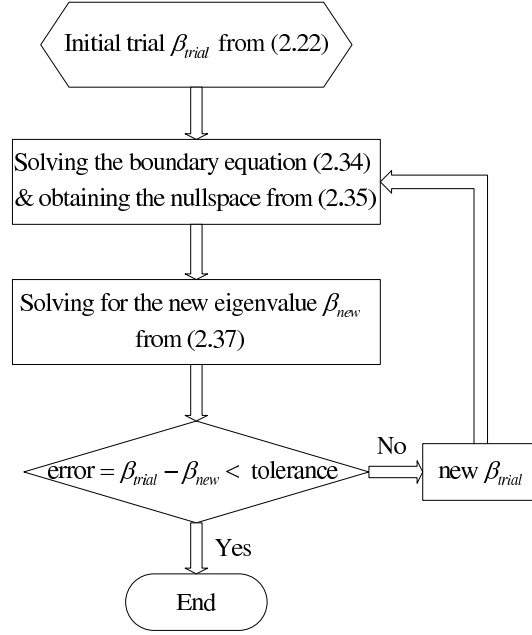 Initial trial β_trial from (2.22)
Solving the boundary equation (2.34)
& obtaining the nullspace from (2.35)
Solving for the new eigenvalue β_new
from (2.37)
error = β_trial − β_new < tolerance
No
new β_trial
Yes
End